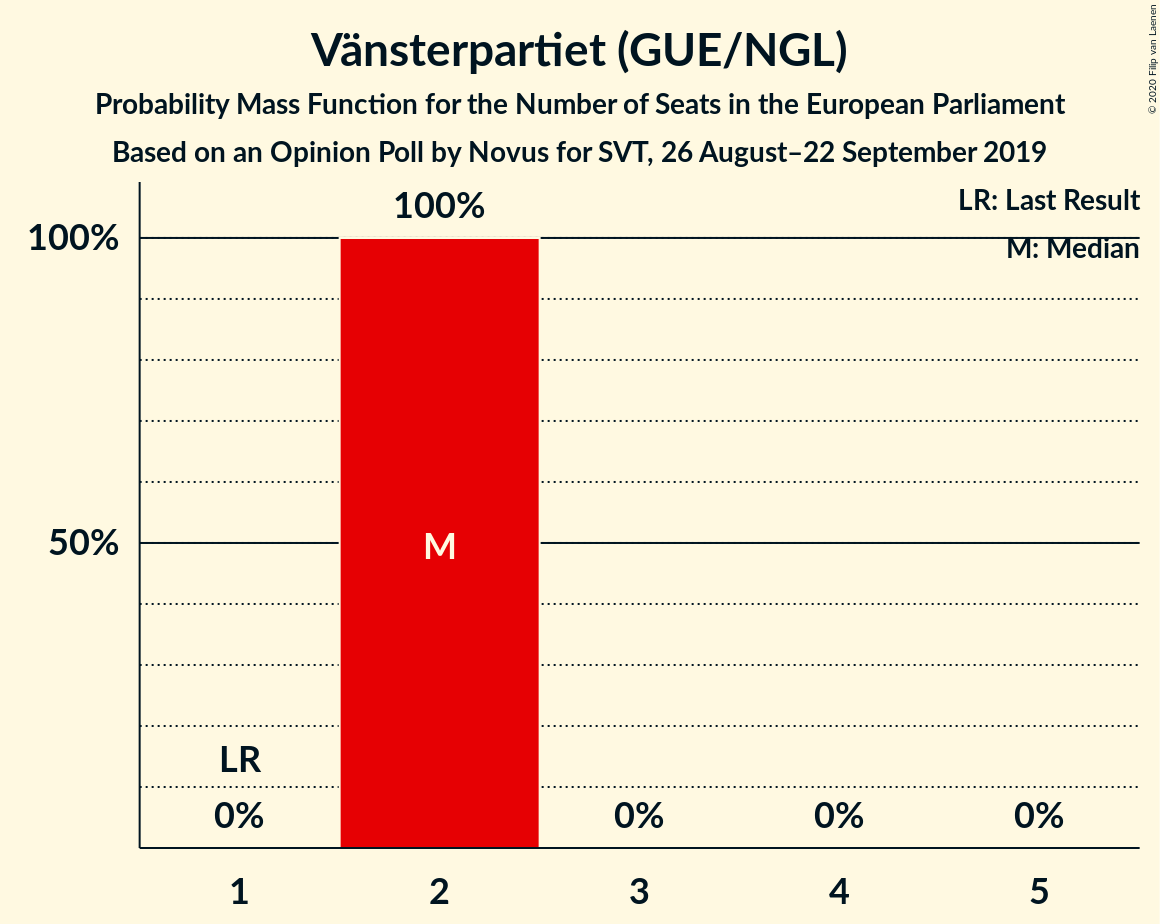 Vänsterpartiet (GUE/NGL)
Probability Mass Function for the Number of Seats in the European Parliament
Based on an Opinion Poll by Novus for SVT, 26 August–22 September 2019
© 2020 Filip van Laenen
LR: Last Result
M: Median
100%
100%
50%
M
LR
0%
0%
0%
0%
1
2
3
4
5